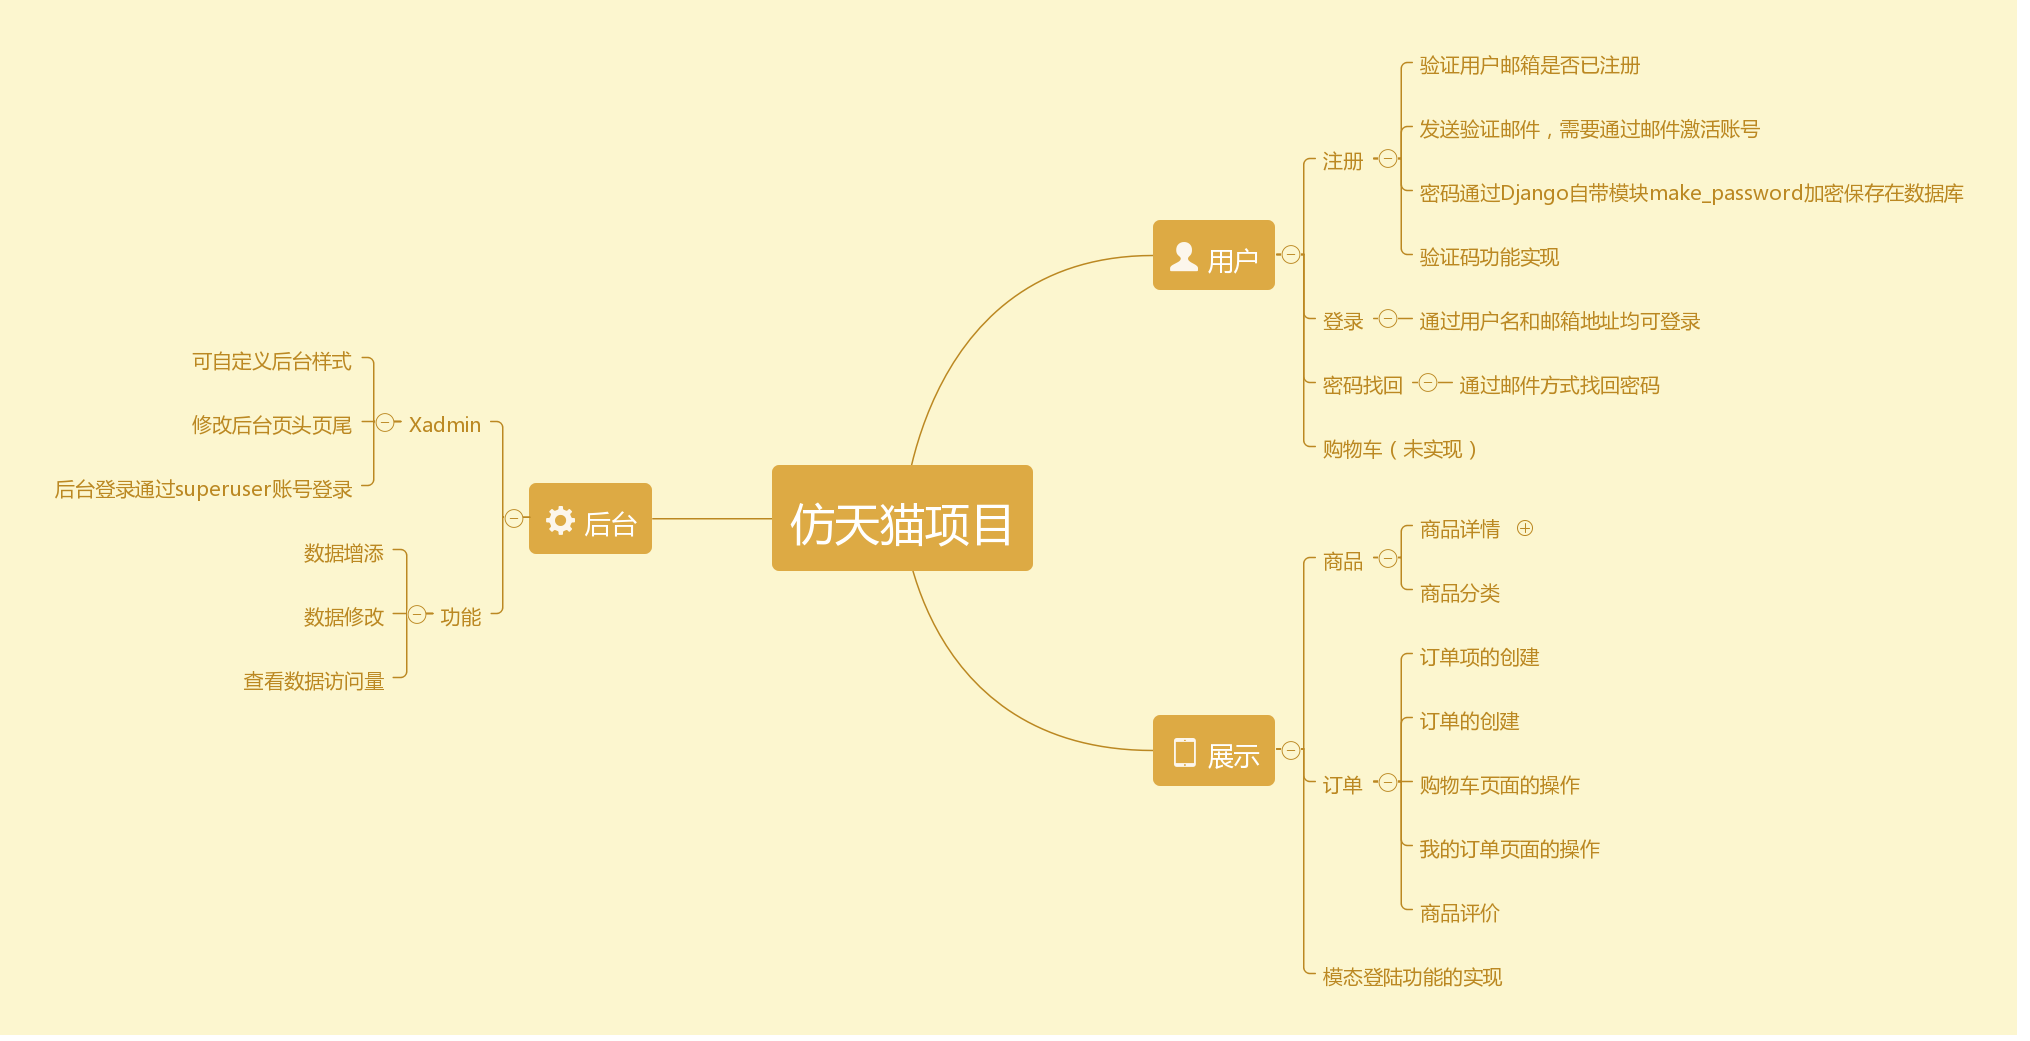 仿天猫项目
用户
注册
验证用户邮箱是否已注册
发送验证邮件，需要通过邮件激活账号
密码通过Django自带模块make_password加密保存在数据库
验证码功能实现
登录
通过用户名和邮箱地址均可登录
密码找回
通过邮件方式找回密码
购物车（未实现）
展示
商品
商品详情
商品分类
订单
订单项的创建
订单的创建
购物车页面的操作
我的订单页面的操作
商品评价
模态登陆功能的实现
后台
Xadmin
可自定义后台样式
修改后台页头页尾
后台登录通过superuser账号登录
功能
数据增添
数据修改
查看数据访问量